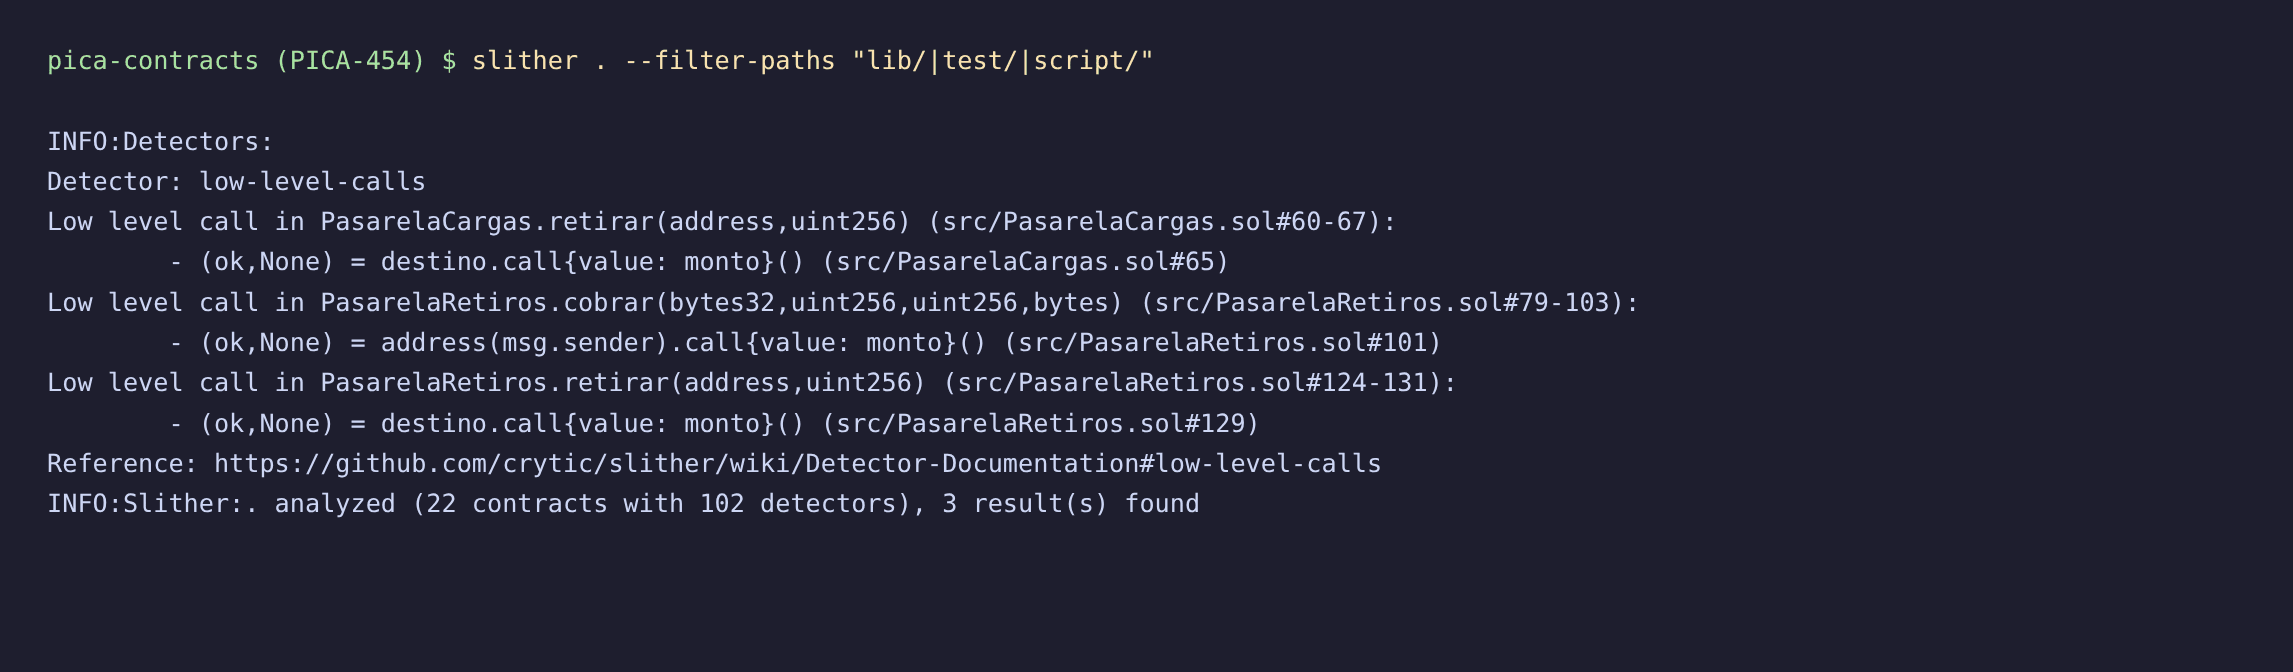 pica-contracts (PICA-454) $ slither . --filter-paths "lib/|test/|script/"
INFO:Detectors:
Detector: low-level-calls
Low level call in PasarelaCargas.retirar(address,uint256) (src/PasarelaCargas.sol#60-67):
        - (ok,None) = destino.call{value: monto}() (src/PasarelaCargas.sol#65)
Low level call in PasarelaRetiros.cobrar(bytes32,uint256,uint256,bytes) (src/PasarelaRetiros.sol#79-103):
        - (ok,None) = address(msg.sender).call{value: monto}() (src/PasarelaRetiros.sol#101)
Low level call in PasarelaRetiros.retirar(address,uint256) (src/PasarelaRetiros.sol#124-131):
        - (ok,None) = destino.call{value: monto}() (src/PasarelaRetiros.sol#129)
Reference: https://github.com/crytic/slither/wiki/Detector-Documentation#low-level-calls
INFO:Slither:. analyzed (22 contracts with 102 detectors), 3 result(s) found